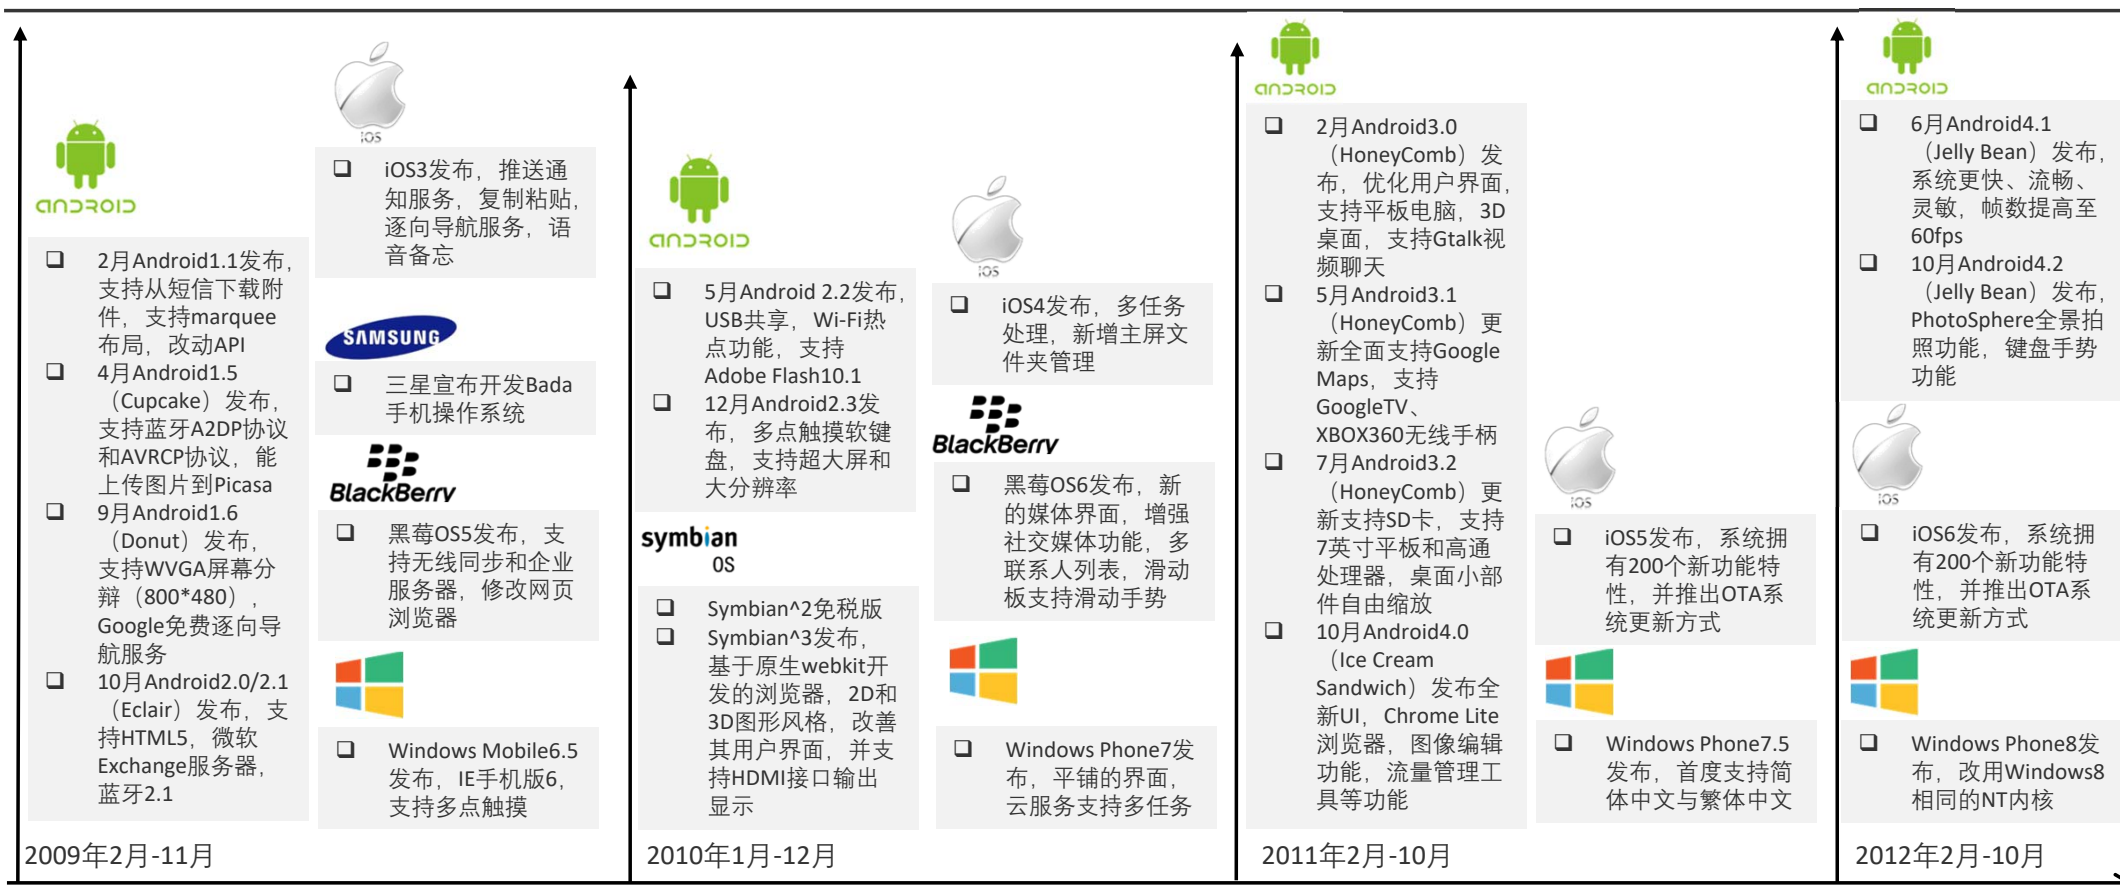 android
2月Android1.1发布，
支持从短信下载附
件，支持marquee
布局，改动API
4月Android1.5
（Cupcake）发布，
支持蓝牙A2DP协议
和AVRCP协议，能
上传图片到Picasa
9月Android1.6
（Donut）发布，
支持WVGA屏幕分
辩（800*480），
Google免费逐向导
航服务
10月Android2.0/2.1
（Eclair）发布，支
持HTML5，微软
Exchange服务器，
蓝牙2.1
iOS
iOS3发布，推送通
知服务，复制粘贴，
逐向导航服务，语
音备忘
SAMSUNG
三星宣布开发Bada
手机操作系统
BlackBerry
黑莓OS5发布，支
持无线同步和企业
服务器，修改网页
浏览器
Windows Mobile6.5
发布，IE手机版6，
支持多点触摸
2009年2月-11月
android
5月Android 2.2发布，
USB共享，Wi-Fi热
点功能，支持
Adobe Flash10.1
12月Android2.3发
布，多点触摸软键
盘，支持超大屏和
大分辨率
symbian
OS
Symbian^2免税版
Symbian^3发布，
基于原生webkit开
发的浏览器，2D和
3D图形风格，改善
其用户界面，并支
持HDMI接口输出
显示
iOS
iOS4发布，多任务
处理，新增主屏文
件夹管理
BlackBerry
黑莓OS6发布，新
的媒体界面，增强
社交媒体功能，多
联系人列表，滑动
板支持滑动手势
Windows Phone7发
布，平铺的界面，
云服务支持多任务
2010年1月-12月
android
2月Android3.0
（HoneyComb）发
布，优化用户界面，
支持平板电脑，3D
桌面，支持Gtalk视
频聊天
5月Android3.1
（HoneyComb）更
新全面支持Google
Maps，支持
GoogleTV、
XBOX360无线手柄
7月Android3.2
（HoneyComb）更
新支持SD卡，支持
7英寸平板和高通
处理器，桌面小部
件自由缩放
10月Android4.0
（Ice Cream
Sandwich）发布全
新UI，Chrome Lite
浏览器，图像编辑
功能，流量管理工
具等功能
iOS
iOS5发布，系统拥
有200个新功能特
性，并推出OTA系
统更新方式
Windows Phone7.5
发布，首度支持简
体中文与繁体中文
2011年2月-10月
android
6月Android4.1
（Jelly Bean）发布，
系统更快、流畅、
灵敏，帧数提高至
60fps
10月Android4.2
（Jelly Bean）发布，
PhotoSphere全景拍
照功能，键盘手势
功能
iOS
iOS6发布，系统拥
有200个新功能特
性，并推出OTA系
统更新方式
Windows Phone8发
布，改用Windows8
相同的NT内核
2012年2月-10月